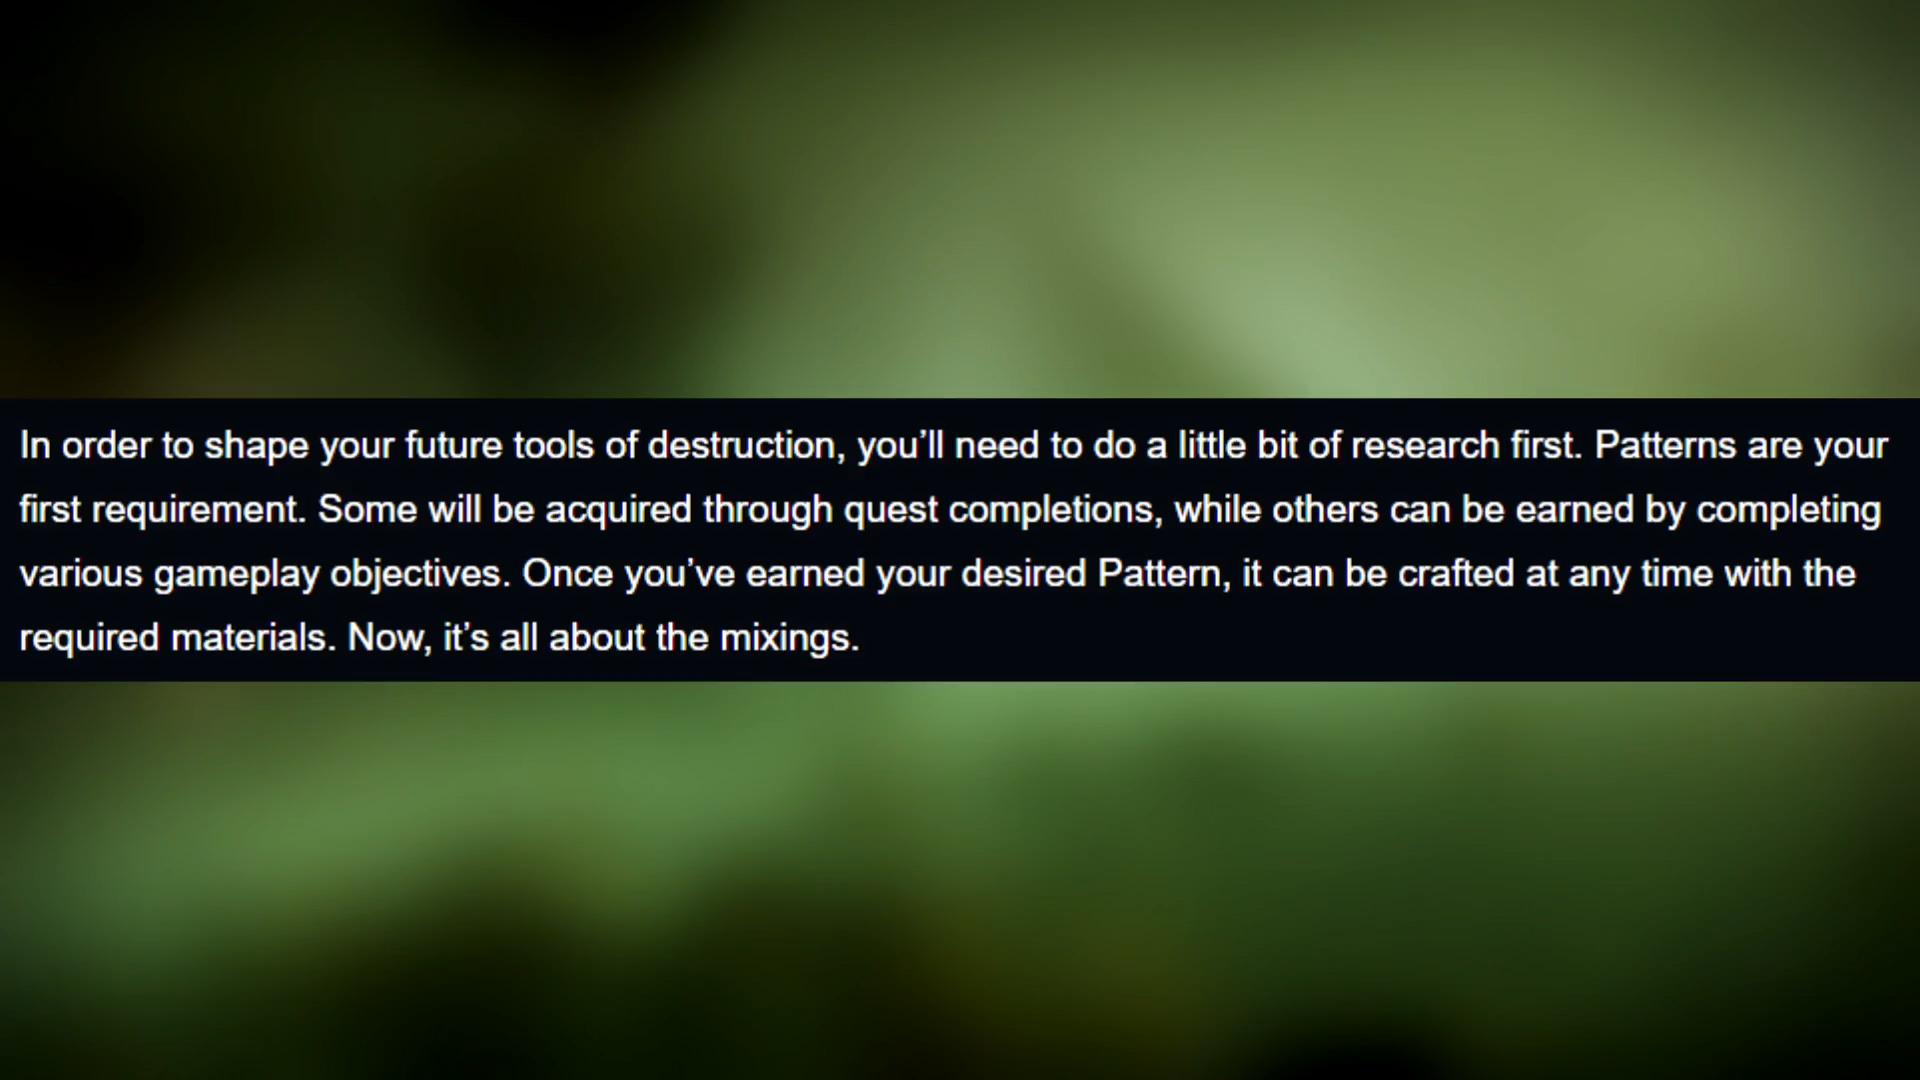 In order to shape your future tools of destruction, you’ll need to do a little bit of research first. Patterns are your
first requirement. Some will be acquired through quest completions, while others can be earned by completing
various gameplay objectives. Once you’ve earned your desired Pattern, it can be crafted at any time with the
required materials. Now, it’s all about the mixings.